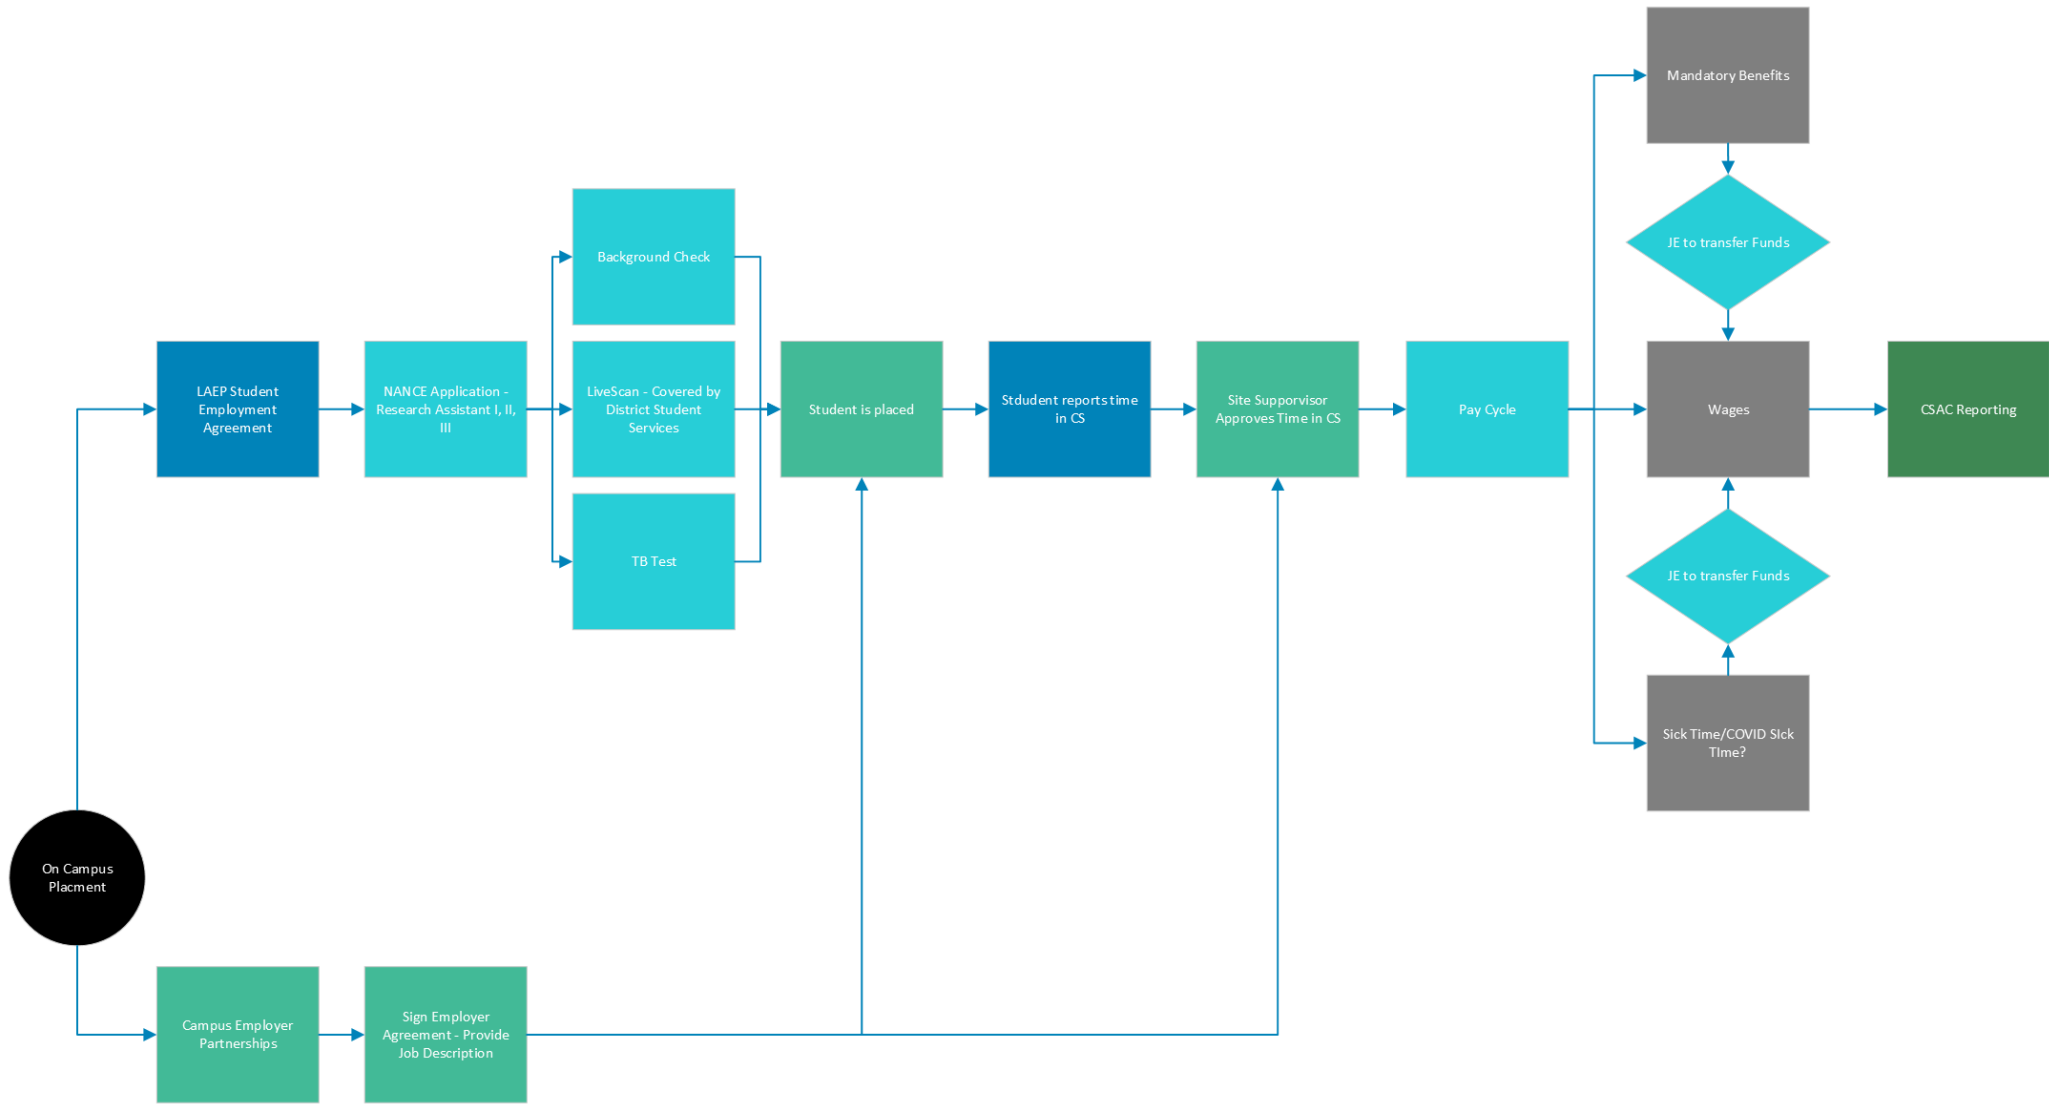 Mandatory Benefits
JE to transfer Funds
Background Check
LAEP Student
Employment
Agreement
NANCE Application -
Research Assistant I, II,
III
LiveScan - Covered by
District Student
Services
Student is placed
Stdudent reports time
in CS
Site Supporvisor
Approves Time in CS
Pay Cycle
Wages
CSAC Reporting
TB Test
JE to transfer Funds
Sick Time/COVID SIck
TIme?
On Campus
Placment
Campus Employer
Partnerships
Sign Employer
Agreement - Provide
Job Description